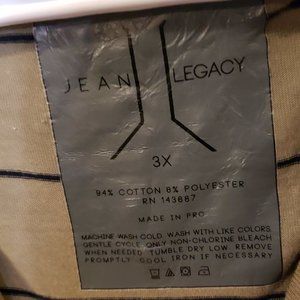 JEAN LEGACY
3X
94% COTTON 6% POLYESTER
RN 143887
MADE IN PRC
MACHINE WASH COLD. WASH WITH LIKE COLORS
GENTLE CYCLE. ONLY NON-CHLORINE BLEACH
WHEN NEEDED TUMBLE DRY LOW. REMOVE
PROMPTLY COOL IRON IF NECESSARY